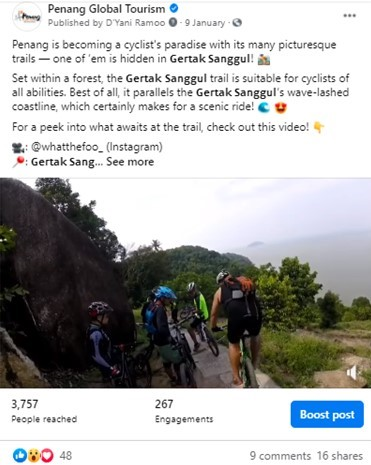 Penang Global Tourism
Published by D'Yani Ramoo · 9 January ·
Penang is becoming a cyclist's paradise with its many picturesque
trails — one of 'em is hidden in Gertak Sanggul!
Set within a forest, the Gertak Sanggul trail is suitable for cyclists of
all abilities. Best of all, it parallels the Gertak Sanggul's wave-lashed
coastline, which certainly makes for a scenic ride! 🌊 😍
For a peek into what awaits at the trail, check out this video! 👇
🎥: @whatthefoo_ (Instagram)
📍: Gertak Sang... See more
3,757
People reached
267
Engagements
Boost post
48
9 comments 16 shares